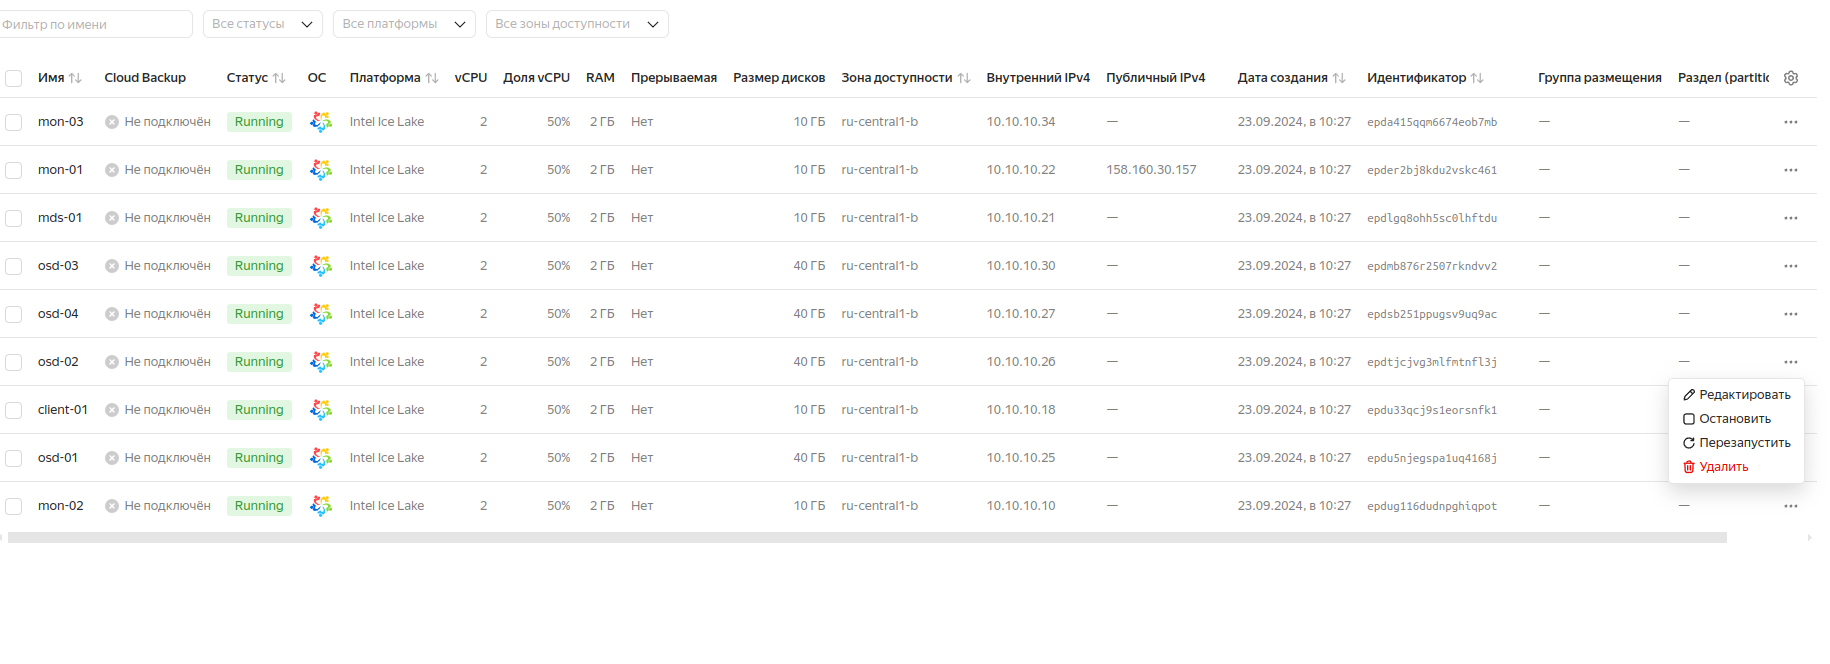 Фильтр по имени Все статусы Все платформы Все зоны доступности
Имя Cloud Backup Статус ОС Платформа vCPU Доля vCPU RAM Прерываемая Размер дисков Зона доступности Внутренний IPv4 Публичный IPv4 Дата создания Идентификатор Группа размещения Раздел (partitic
mon-03 Не подключён Running Intel Ice Lake 2 50% 2 ГБ Нет 10 ГБ ru-central1-b 10.10.10.34 — 23.09.2024, в 10:27 epda415qqm6674eob7mb — —
mon-01 Не подключён Running Intel Ice Lake 2 50% 2 ГБ Нет 10 ГБ ru-central1-b 10.10.10.22 158.160.30.157 23.09.2024, в 10:27 epder2bj8kdu2vskc461 — —
mds-01 Не подключён Running Intel Ice Lake 2 50% 2 ГБ Нет 10 ГБ ru-central1-b 10.10.10.21 — 23.09.2024, в 10:27 epdlgq8ohh5sc0lhftdu — —
osd-03 Не подключён Running Intel Ice Lake 2 50% 2 ГБ Нет 40 ГБ ru-central1-b 10.10.10.30 — 23.09.2024, в 10:27 epdmb876r2507rkndvv2 — —
osd-04 Не подключён Running Intel Ice Lake 2 50% 2 ГБ Нет 40 ГБ ru-central1-b 10.10.10.27 — 23.09.2024, в 10:27 epdsb251ppugsv9uq9ac — —
osd-02 Не подключён Running Intel Ice Lake 2 50% 2 ГБ Нет 40 ГБ ru-central1-b 10.10.10.26 — 23.09.2024, в 10:27 epdtjcjvg3mlfmtnfl3j — —
client-01 Не подключён Running Intel Ice Lake 2 50% 2 ГБ Нет 10 ГБ ru-central1-b 10.10.10.18 — 23.09.2024, в 10:27 epdu33qcj9s1eorsnfk1 —
osd-01 Не подключён Running Intel Ice Lake 2 50% 2 ГБ Нет 40 ГБ ru-central1-b 10.10.10.25 — 23.09.2024, в 10:27 epdu5njegspa1uq4168j —
mon-02 Не подключён Running Intel Ice Lake 2 50% 2 ГБ Нет 10 ГБ ru-central1-b 10.10.10.10 — 23.09.2024, в 10:27 epdug116dudnpghiqpot — —
Редактировать
Остановить
Перезапустить
Удалить